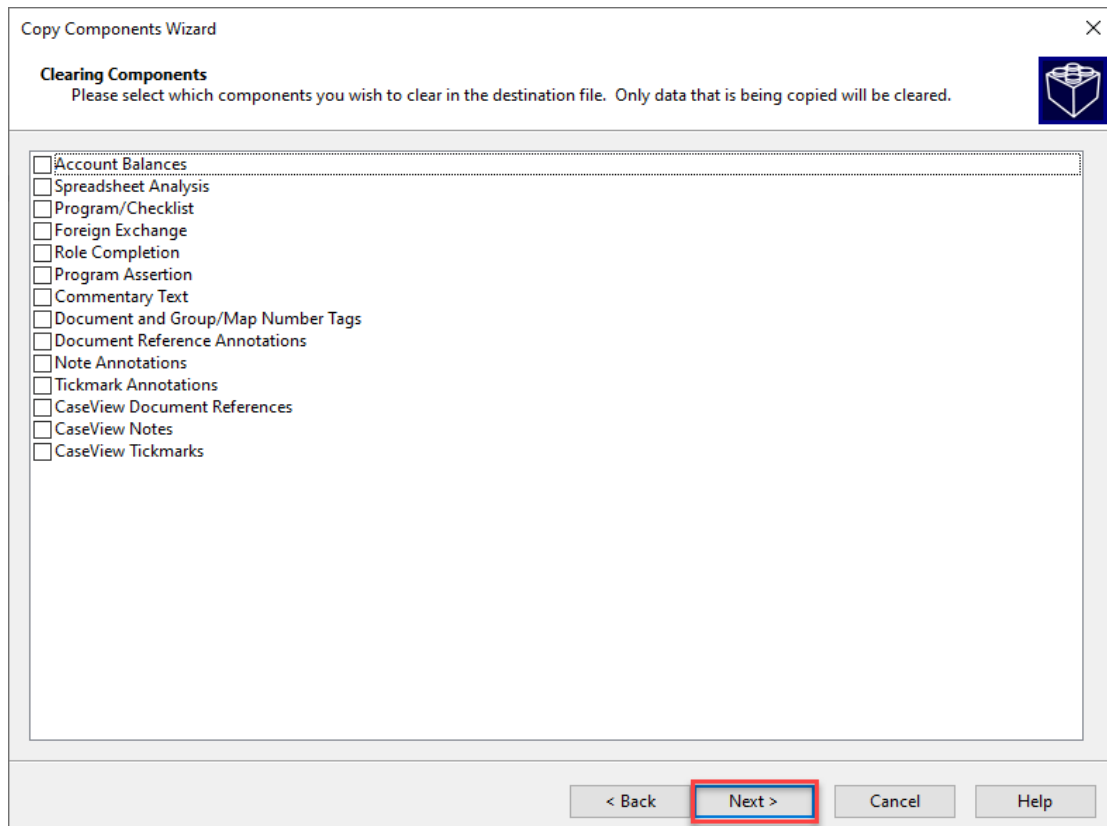 Copy Components Wizard
Clearing Components
Please select which components you wish to clear in the destination file.  Only data that is being copied will be cleared.
Account Balances
Spreadsheet Analysis
Program/Checklist
Foreign Exchange
Role Completion
Program Assertion
Commentary Text
Document and Group/Map Number Tags
Document Reference Annotations
Note Annotations
Tickmark Annotations
CaseView Document References
CaseView Notes
CaseView Tickmarks
< Back Next > Cancel Help